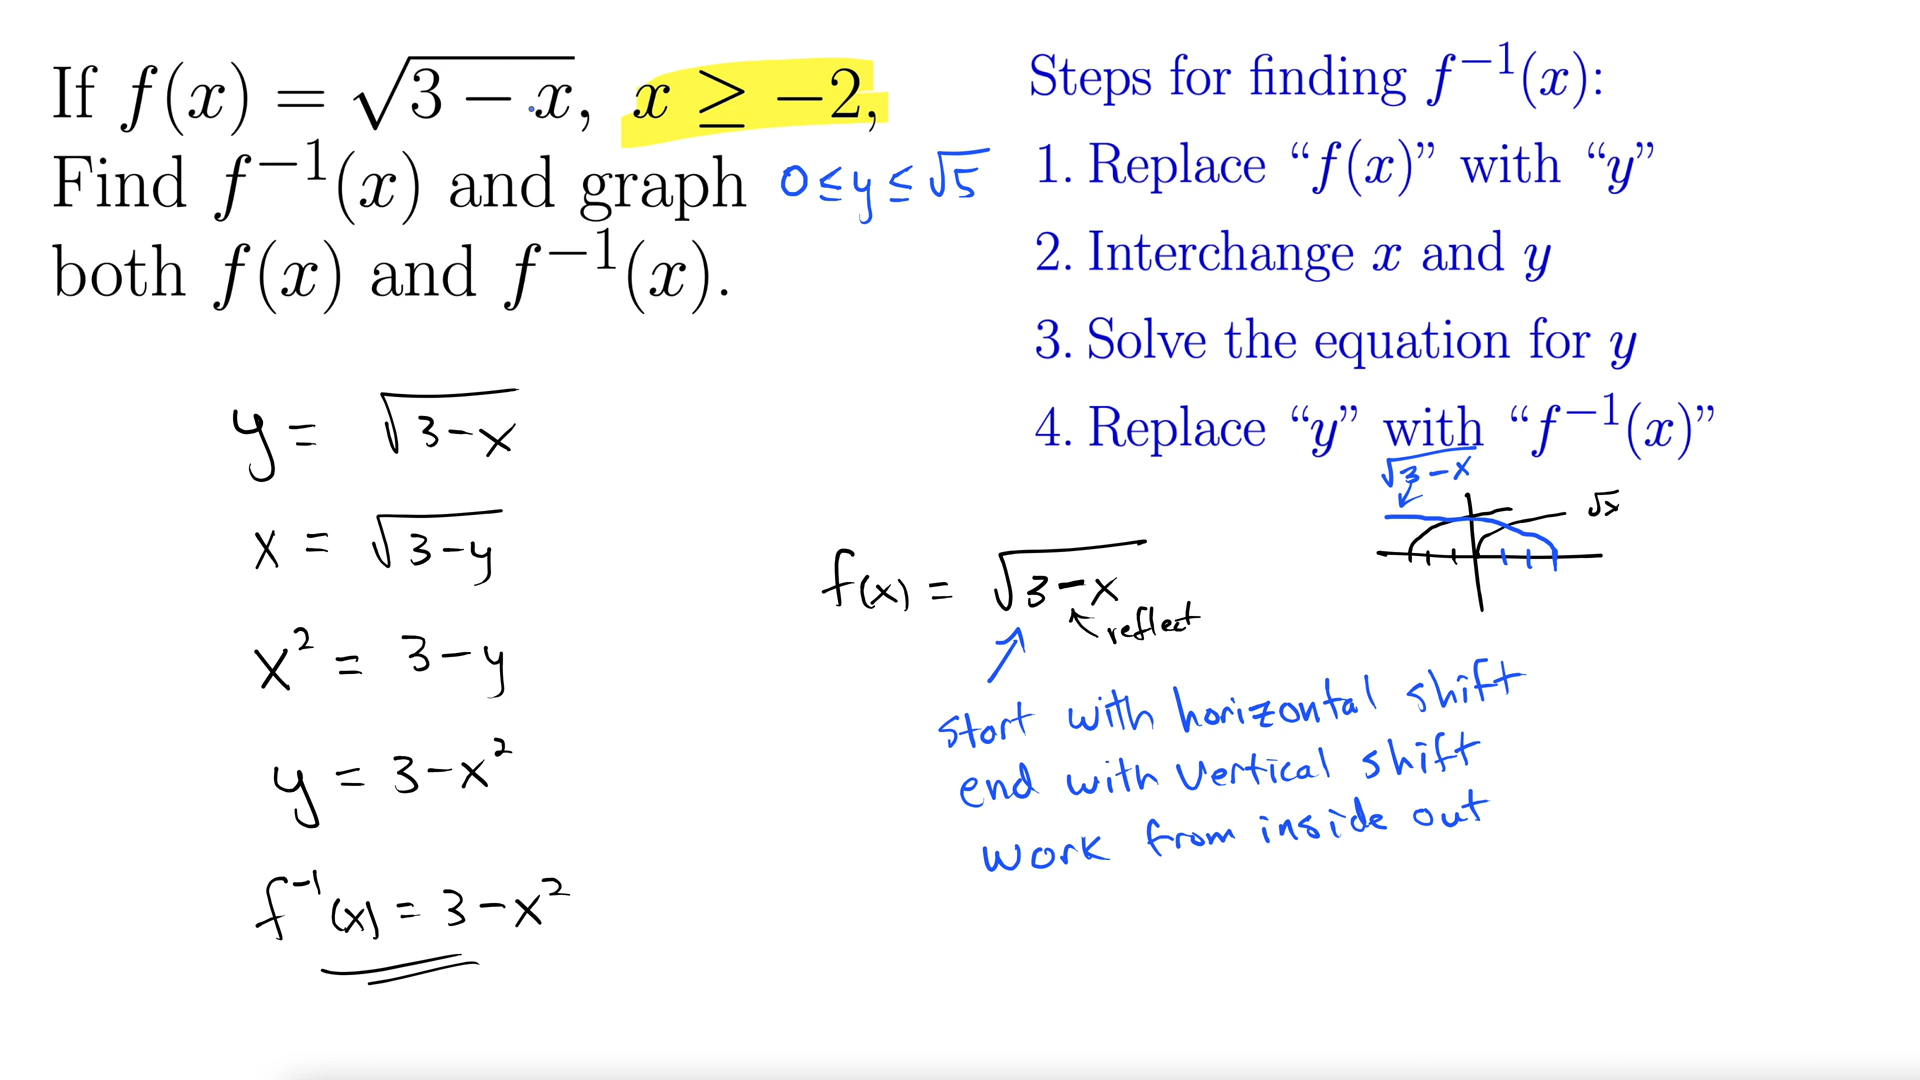 If f(x) = √(3 − x), x ≥ −2,
Find f⁻¹(x) and graph
0 ≤ y ≤ √5
both f(x) and f⁻¹(x).
y = √(3−x)
x = √(3−y)
x² = 3−y
y = 3−x²
f⁻¹(x) = 3−x²
Steps for finding f⁻¹(x):
1. Replace “f(x)” with “y”
2. Interchange x and y
3. Solve the equation for y
4. Replace “y” with “f⁻¹(x)”
√(3−x)
√x
f(x) = √(3−x)
reflect
start with horizontal shift
end with vertical shift
work from inside out